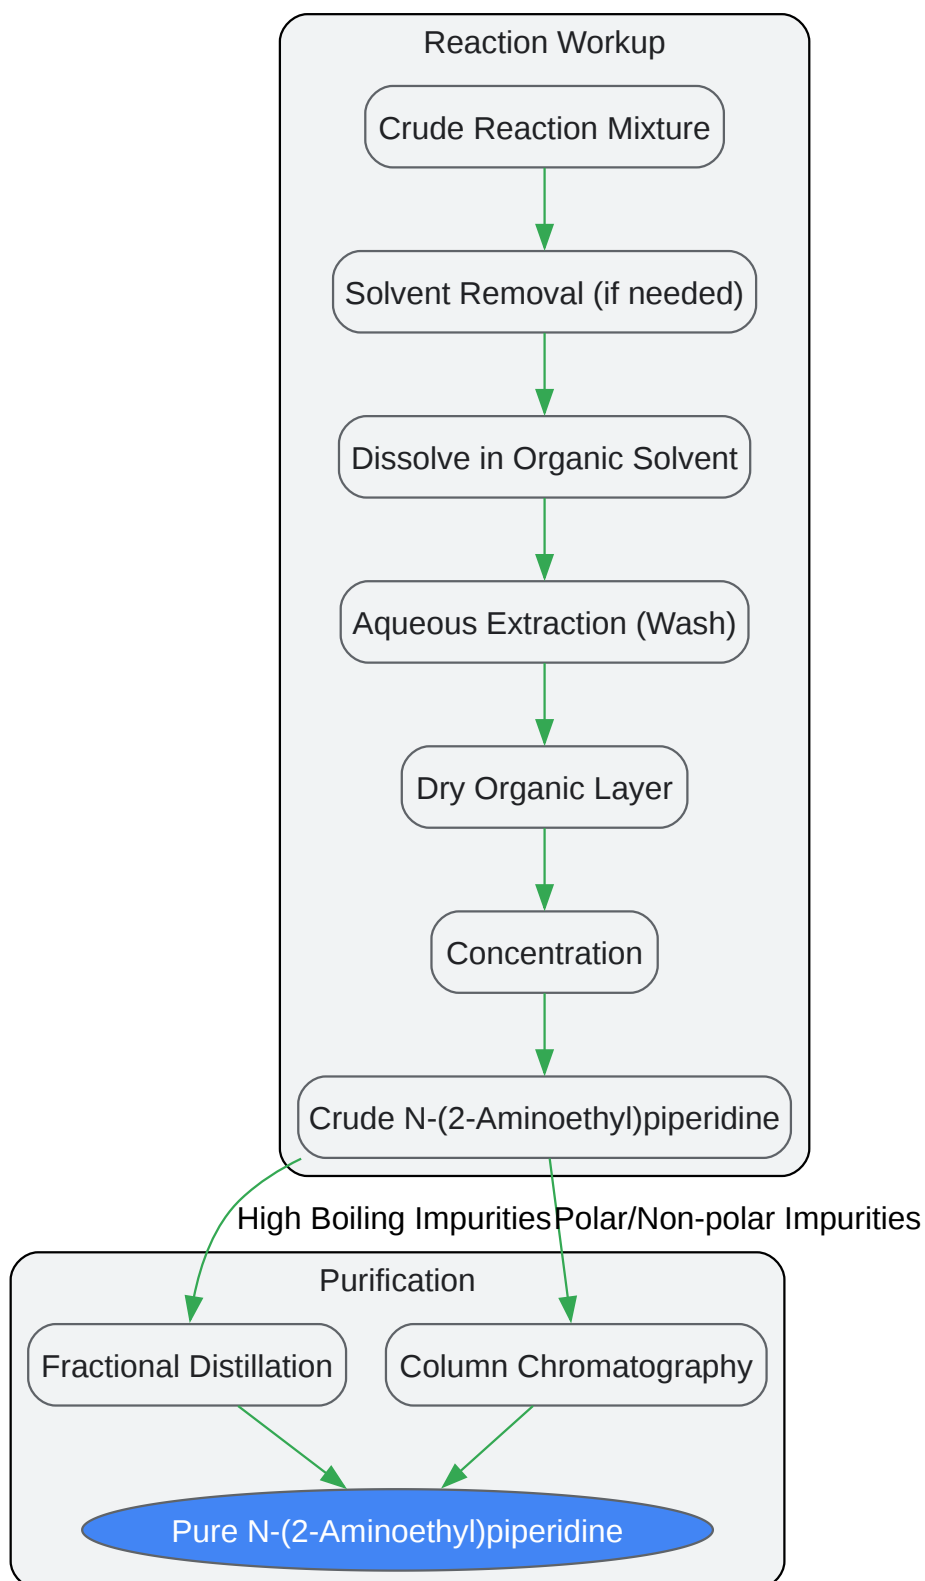 Reaction Workup
Crude Reaction Mixture
Solvent Removal (if needed)
Dissolve in Organic Solvent
Aqueous Extraction (Wash)
Dry Organic Layer
Concentration
Crude N-(2-Aminoethyl)piperidine
High Boiling Impurities
Polar/Non-polar Impurities
Purification
Fractional Distillation
Column Chromatography
Pure N-(2-Aminoethyl)piperidine